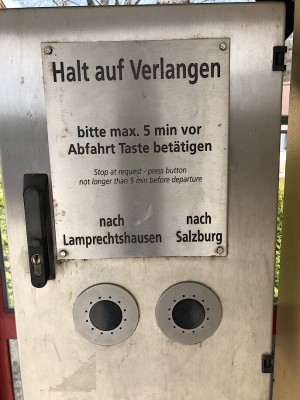 Halt auf Verlangen
bitte max. 5 min vor
Abfahrt Taste betätigen
Stop at request - press button
not longer than 5 min before departure
nach
Lamprechtshausen
nach
Salzburg